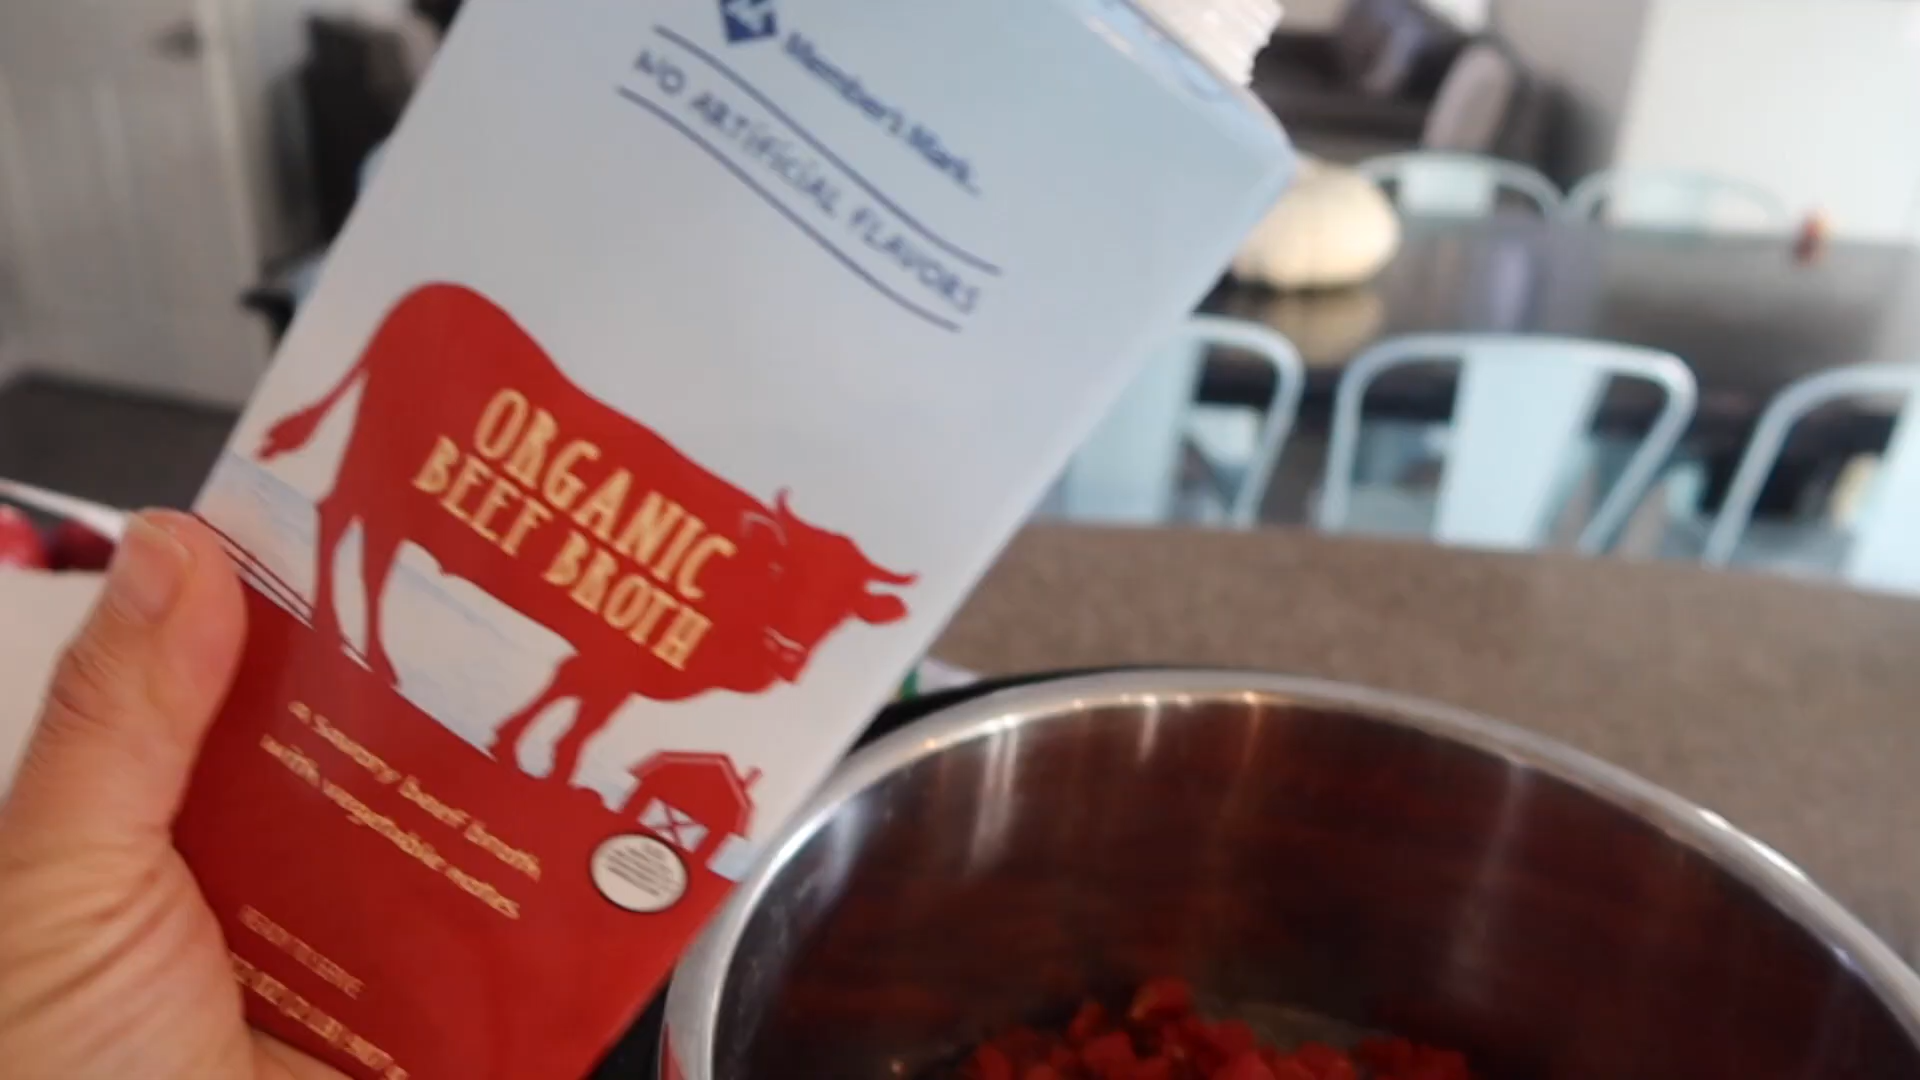 Member's Mark
NO ARTIFICIAL FLAVORS
ORGANIC
BEEF BROTH
a Savory beef broth
with vegetable notes